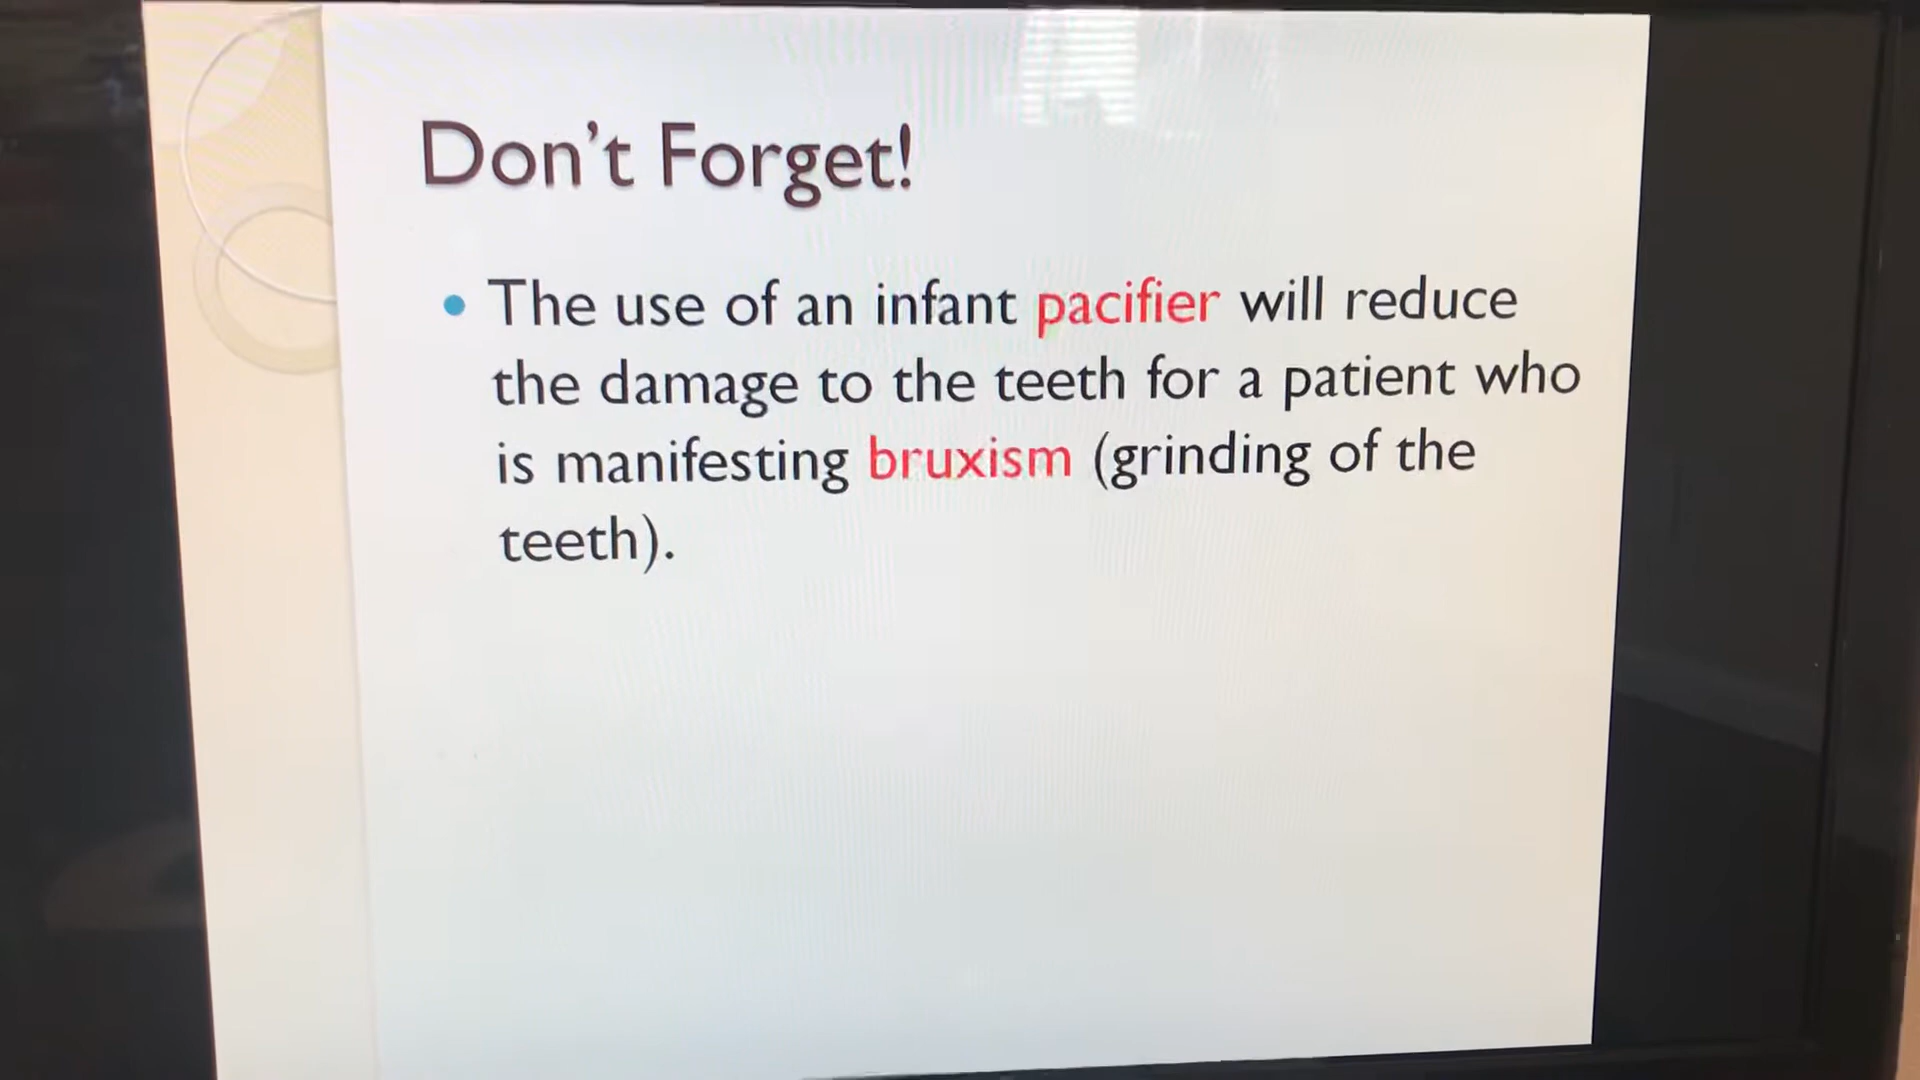 Don't Forget!
• The use of an infant pacifier will reduce
the damage to the teeth for a patient who
is manifesting bruxism (grinding of the
teeth).